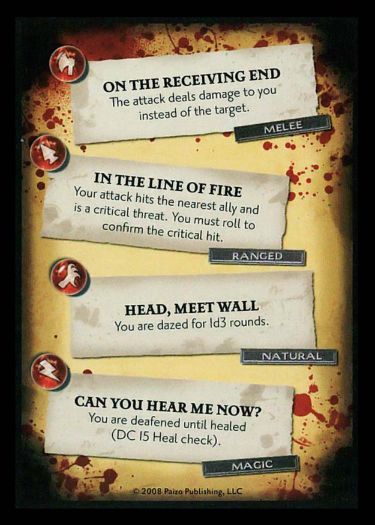 ON THE RECEIVING END
The attack deals damage to you
instead of the target.
MELEE
IN THE LINE OF FIRE
Your attack hits the nearest ally and
is a critical threat. You must roll to
confirm the critical hit.
RANGED
HEAD, MEET WALL
You are dazed for 1d3 rounds.
NATURAL
CAN YOU HEAR ME NOW?
You are deafened until healed
(DC 15 Heal check).
MAGIC
© 2008 Paizo Publishing, LLC